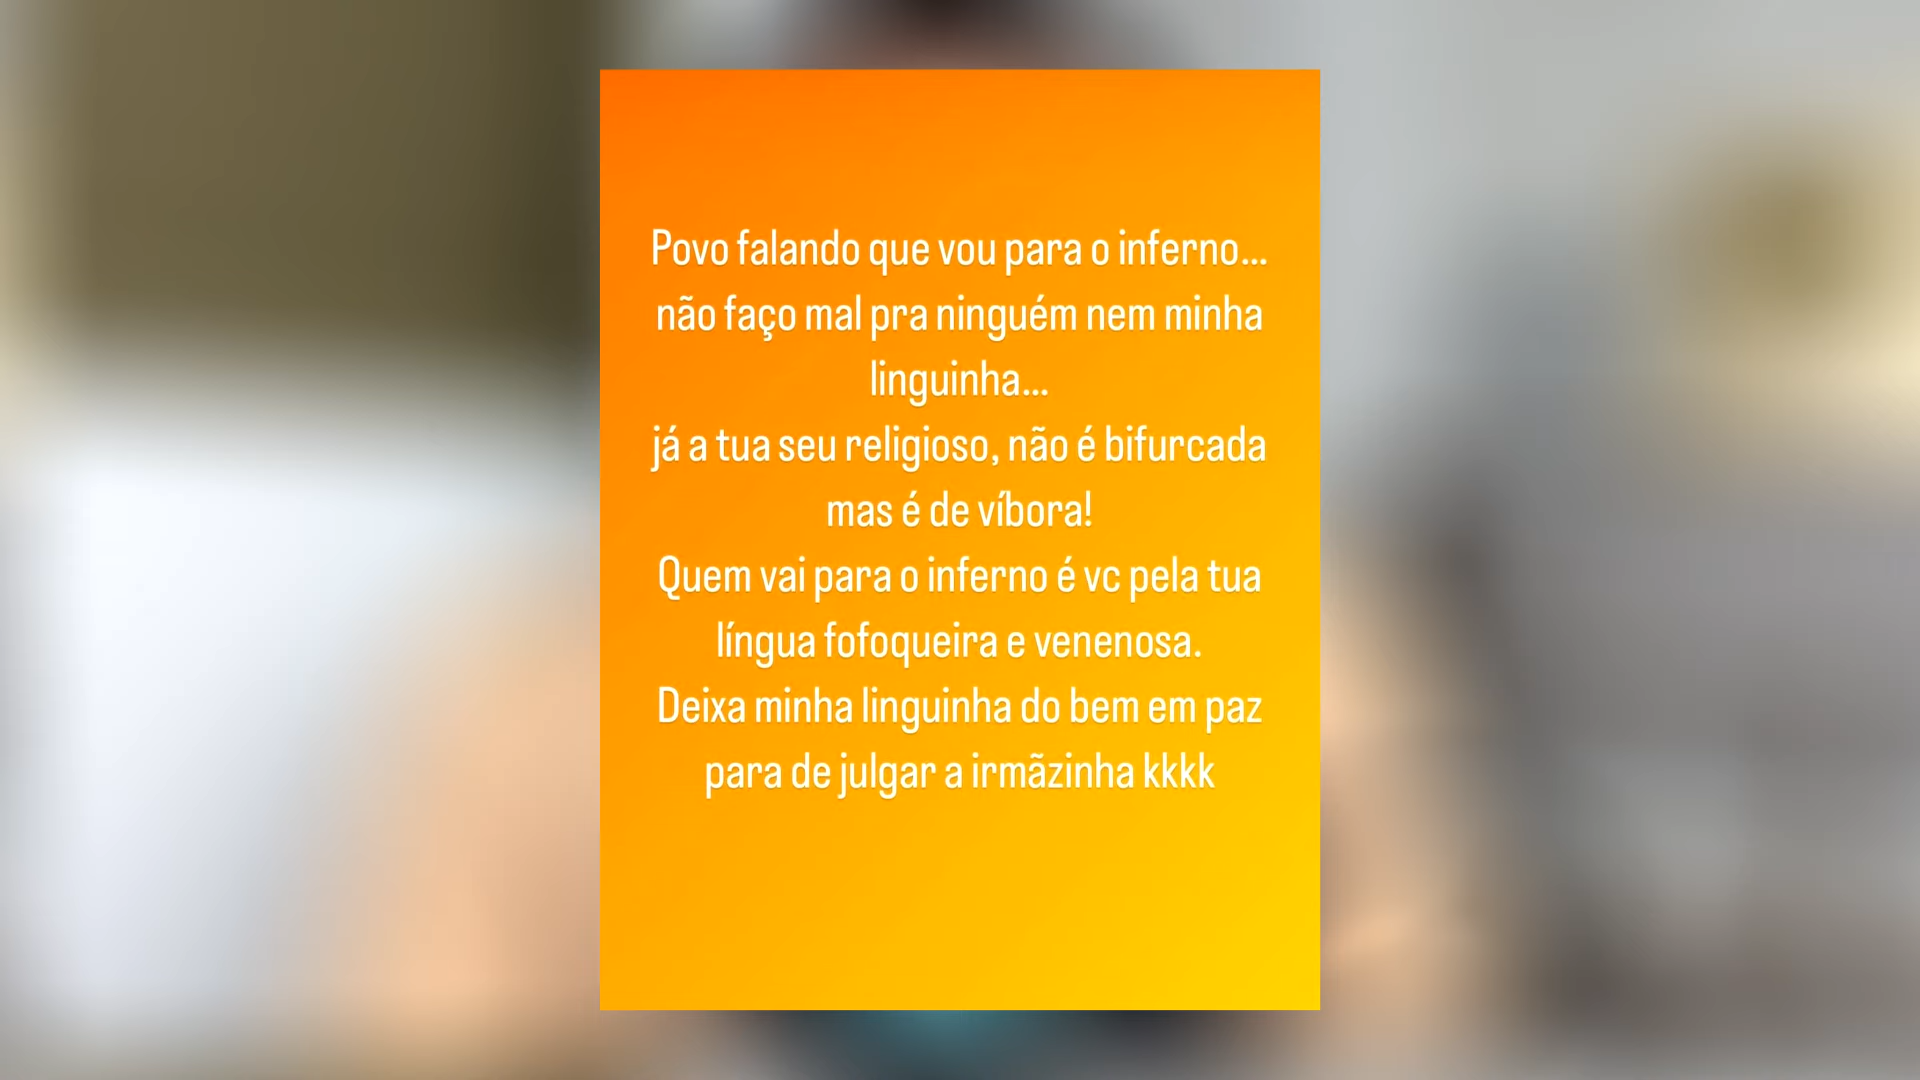 Povo falando que vou para o inferno...
não faço mal pra ninguém nem minha
linguinha...
já a tua seu religioso, não é bifurcada
mas é de víbora!
Quem vai para o inferno é vc pela tua
língua fofoqueira e venenosa.
Deixa minha linguinha do bem em paz
para de julgar a irmãzinha kkkk